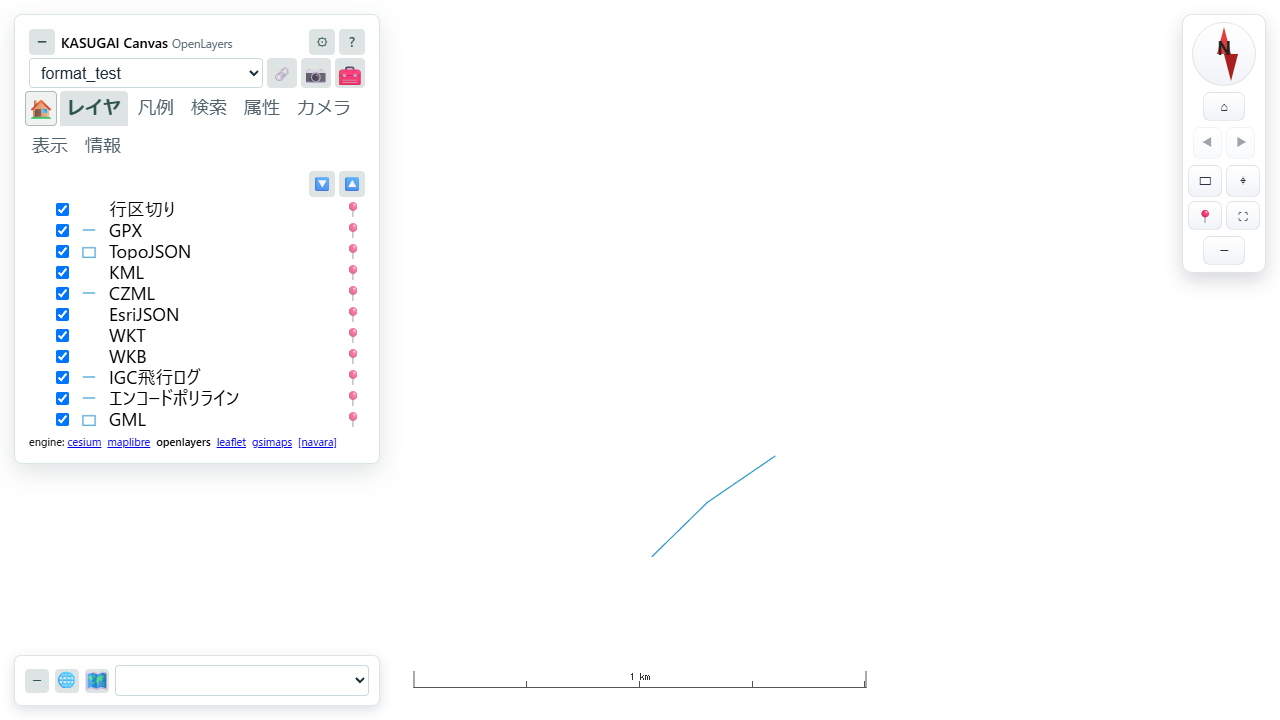 − KASUGAI Canvas OpenLayers ⚙ ?
format_test
レイヤ 凡例 検索 属性 カメラ
表示 情報
行区切り
GPX
TopoJSON
KML
CZML
EsriJSON
WKT
WKB
IGC飛行ログ
エンコードポリライン
GML
engine: cesium maplibre openlayers leaflet gsimaps [navara]
N
1 km